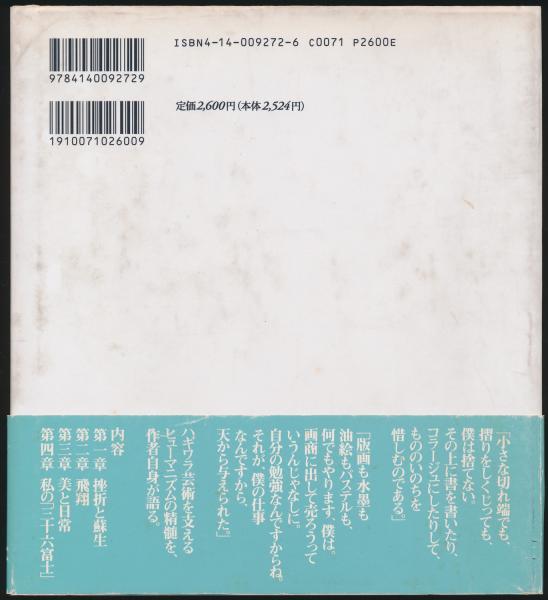 ISBN4-14-009272-6 C0071 P2600E
9784140092729
定価2,600円(本体2,524円)
1910071026009
「小さな切れ端でも、
摺りをしくじっても、
僕は捨てない。
その上に書を書いたり、
コラージュにしたりして、
もののいのちを
惜しむのである。」
「版画も水墨も
油絵もパステルも、
何でもやります。僕は。
画商に出して売ろうって
いうんじゃなしに。
自分の勉強なんですからね。
それが、僕の仕事
なんですから、
天から与えられた。」
ハギワラ芸術を支える
ヒューマニズムの精髄を、
作者自身が語る。
内容
第一章 挫折と蘇生
第二章 飛翔
第三章 美と日常
第四章 私の「三十六富士」